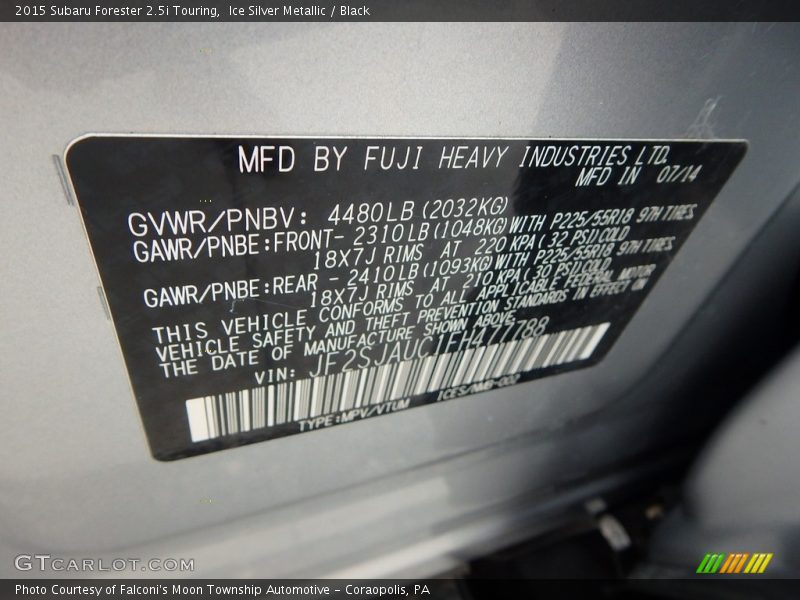 2015 Subaru Forester 2.5i Touring, Ice Silver Metallic / Black
MFD BY FUJI HEAVY INDUSTRIES LTD.
MFD IN 07/14
GVWR/PNBV: 4480LB(2032KG)
GAWR/PNBE:FRONT- 2310LB(1048KG)WITH P225/55R18 97H TIRES
18X7J RIMS AT 220 KPA(32 PSI)COLD
GAWR/PNBE:REAR - 2410LB(1093KG)WITH P225/55R18 97H TIRES
18X7J RIMS AT 210 KPA(30 PSI)COLD
THIS VEHICLE CONFORMS TO ALL APPLICABLE FEDERAL MOTOR
VEHICLE SAFETY AND THEFT PREVENTION STANDARDS IN EFFECT ON
THE DATE OF MANUFACTURE SHOWN ABOVE.
VIN: JF2SJAUC1FH477788
TYPE:MPV/VTUM ICES/NMB-002
GTCARLOT.COM
Photo Courtesy of Falconi's Moon Township Automotive - Coraopolis, PA